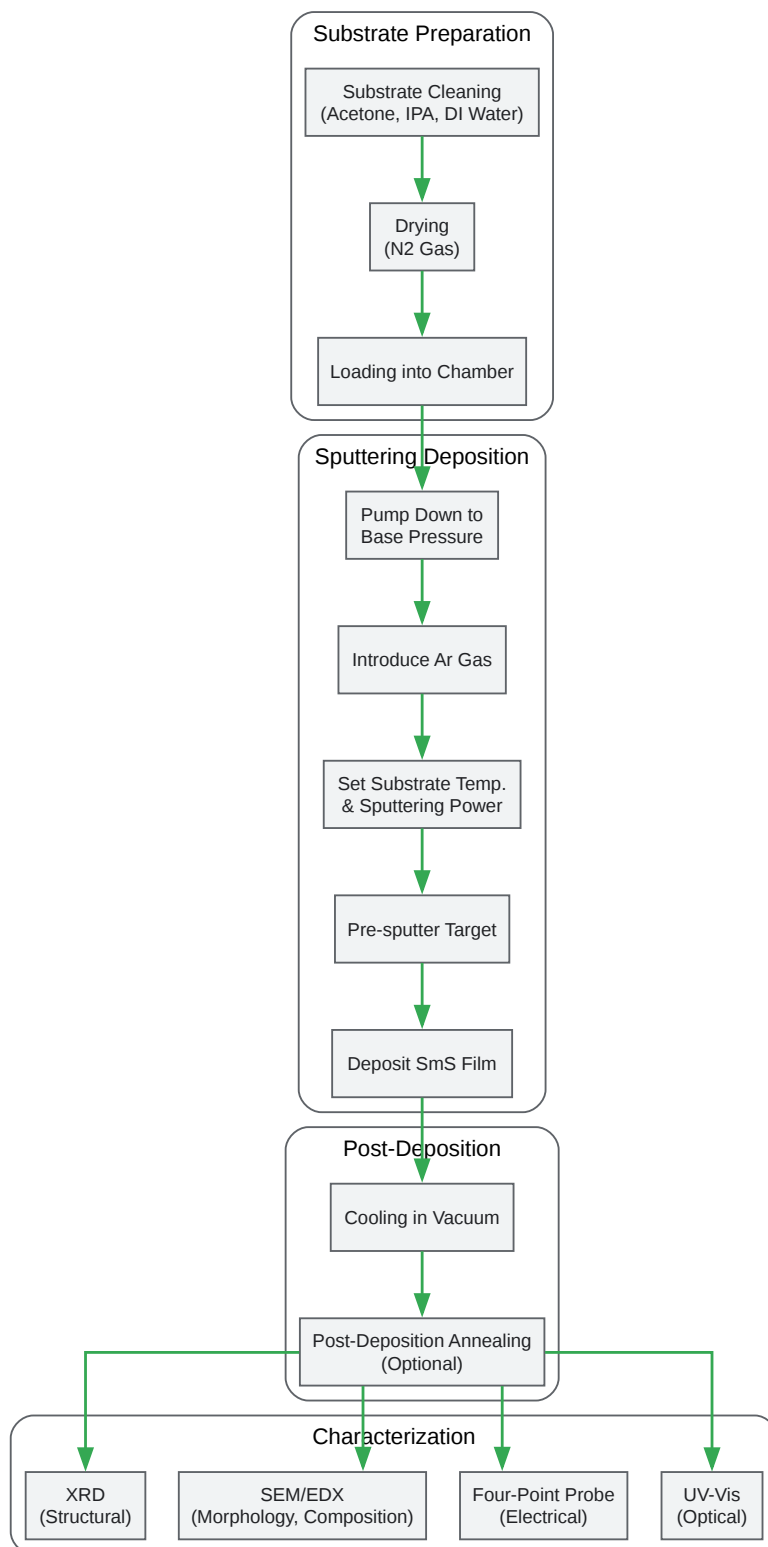 Substrate Preparation
Substrate Cleaning
(Acetone, IPA, DI Water)
Drying
(N2 Gas)
Loading into Chamber
Sputtering Deposition
Pump Down to
Base Pressure
Introduce Ar Gas
Set Substrate Temp.
& Sputtering Power
Pre-sputter Target
Deposit SmS Film
Post-Deposition
Cooling in Vacuum
Post-Deposition Annealing
(Optional)
Characterization
XRD
(Structural)
SEM/EDX
(Morphology, Composition)
Four-Point Probe
(Electrical)
UV-Vis
(Optical)